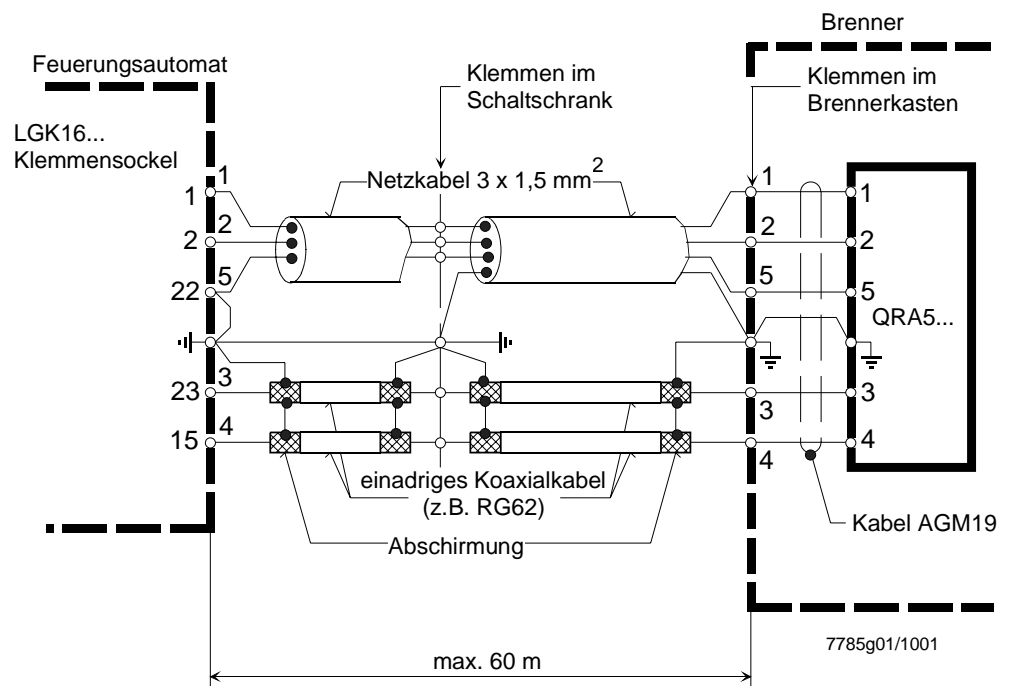 Brenner
Feuerungsautomat
Klemmen im
Schaltschrank
Klemmen im
Brennerkasten
LGK16...
Klemmensockel
Netzkabel 3 x 1,5 mm²
1
1
1
1
2
2
2
2
22
5
5
5
QRA5...
23
3
3
3
15
4
4
4
einadriges Koaxialkabel
(z.B. RG62)
Abschirmung
Kabel AGM19
7785g01/1001
max. 60 m